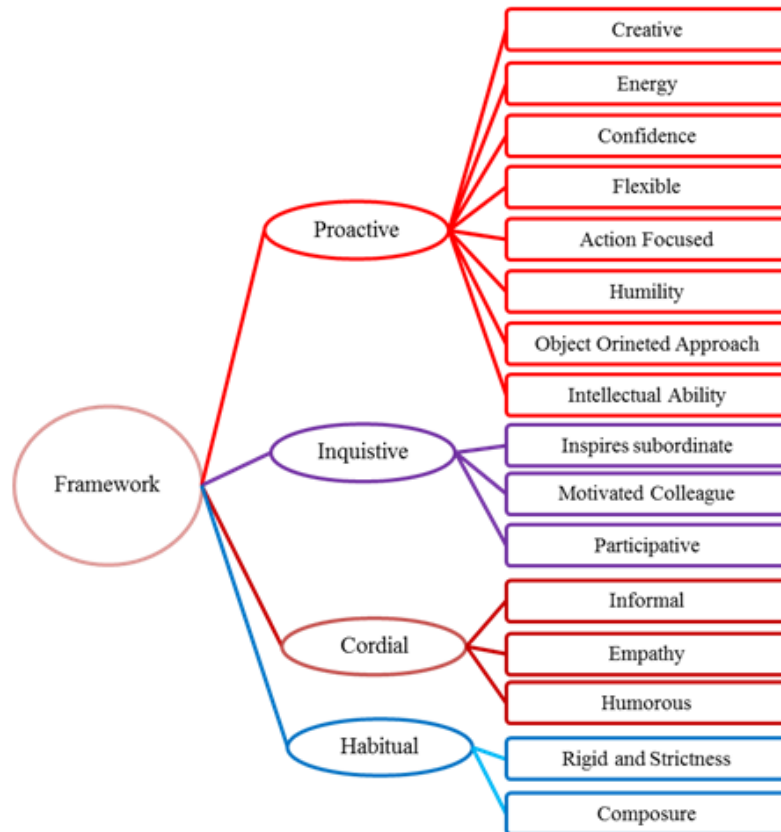 Framework
Proactive
Creative
Energy
Confidence
Flexible
Action Focused
Humility
Object Orineted Approach
Intellectual Ability
Inquistive
Inspires subordinate
Motivated Colleague
Participative
Cordial
Informal
Empathy
Humorous
Habitual
Rigid and Strictness
Composure